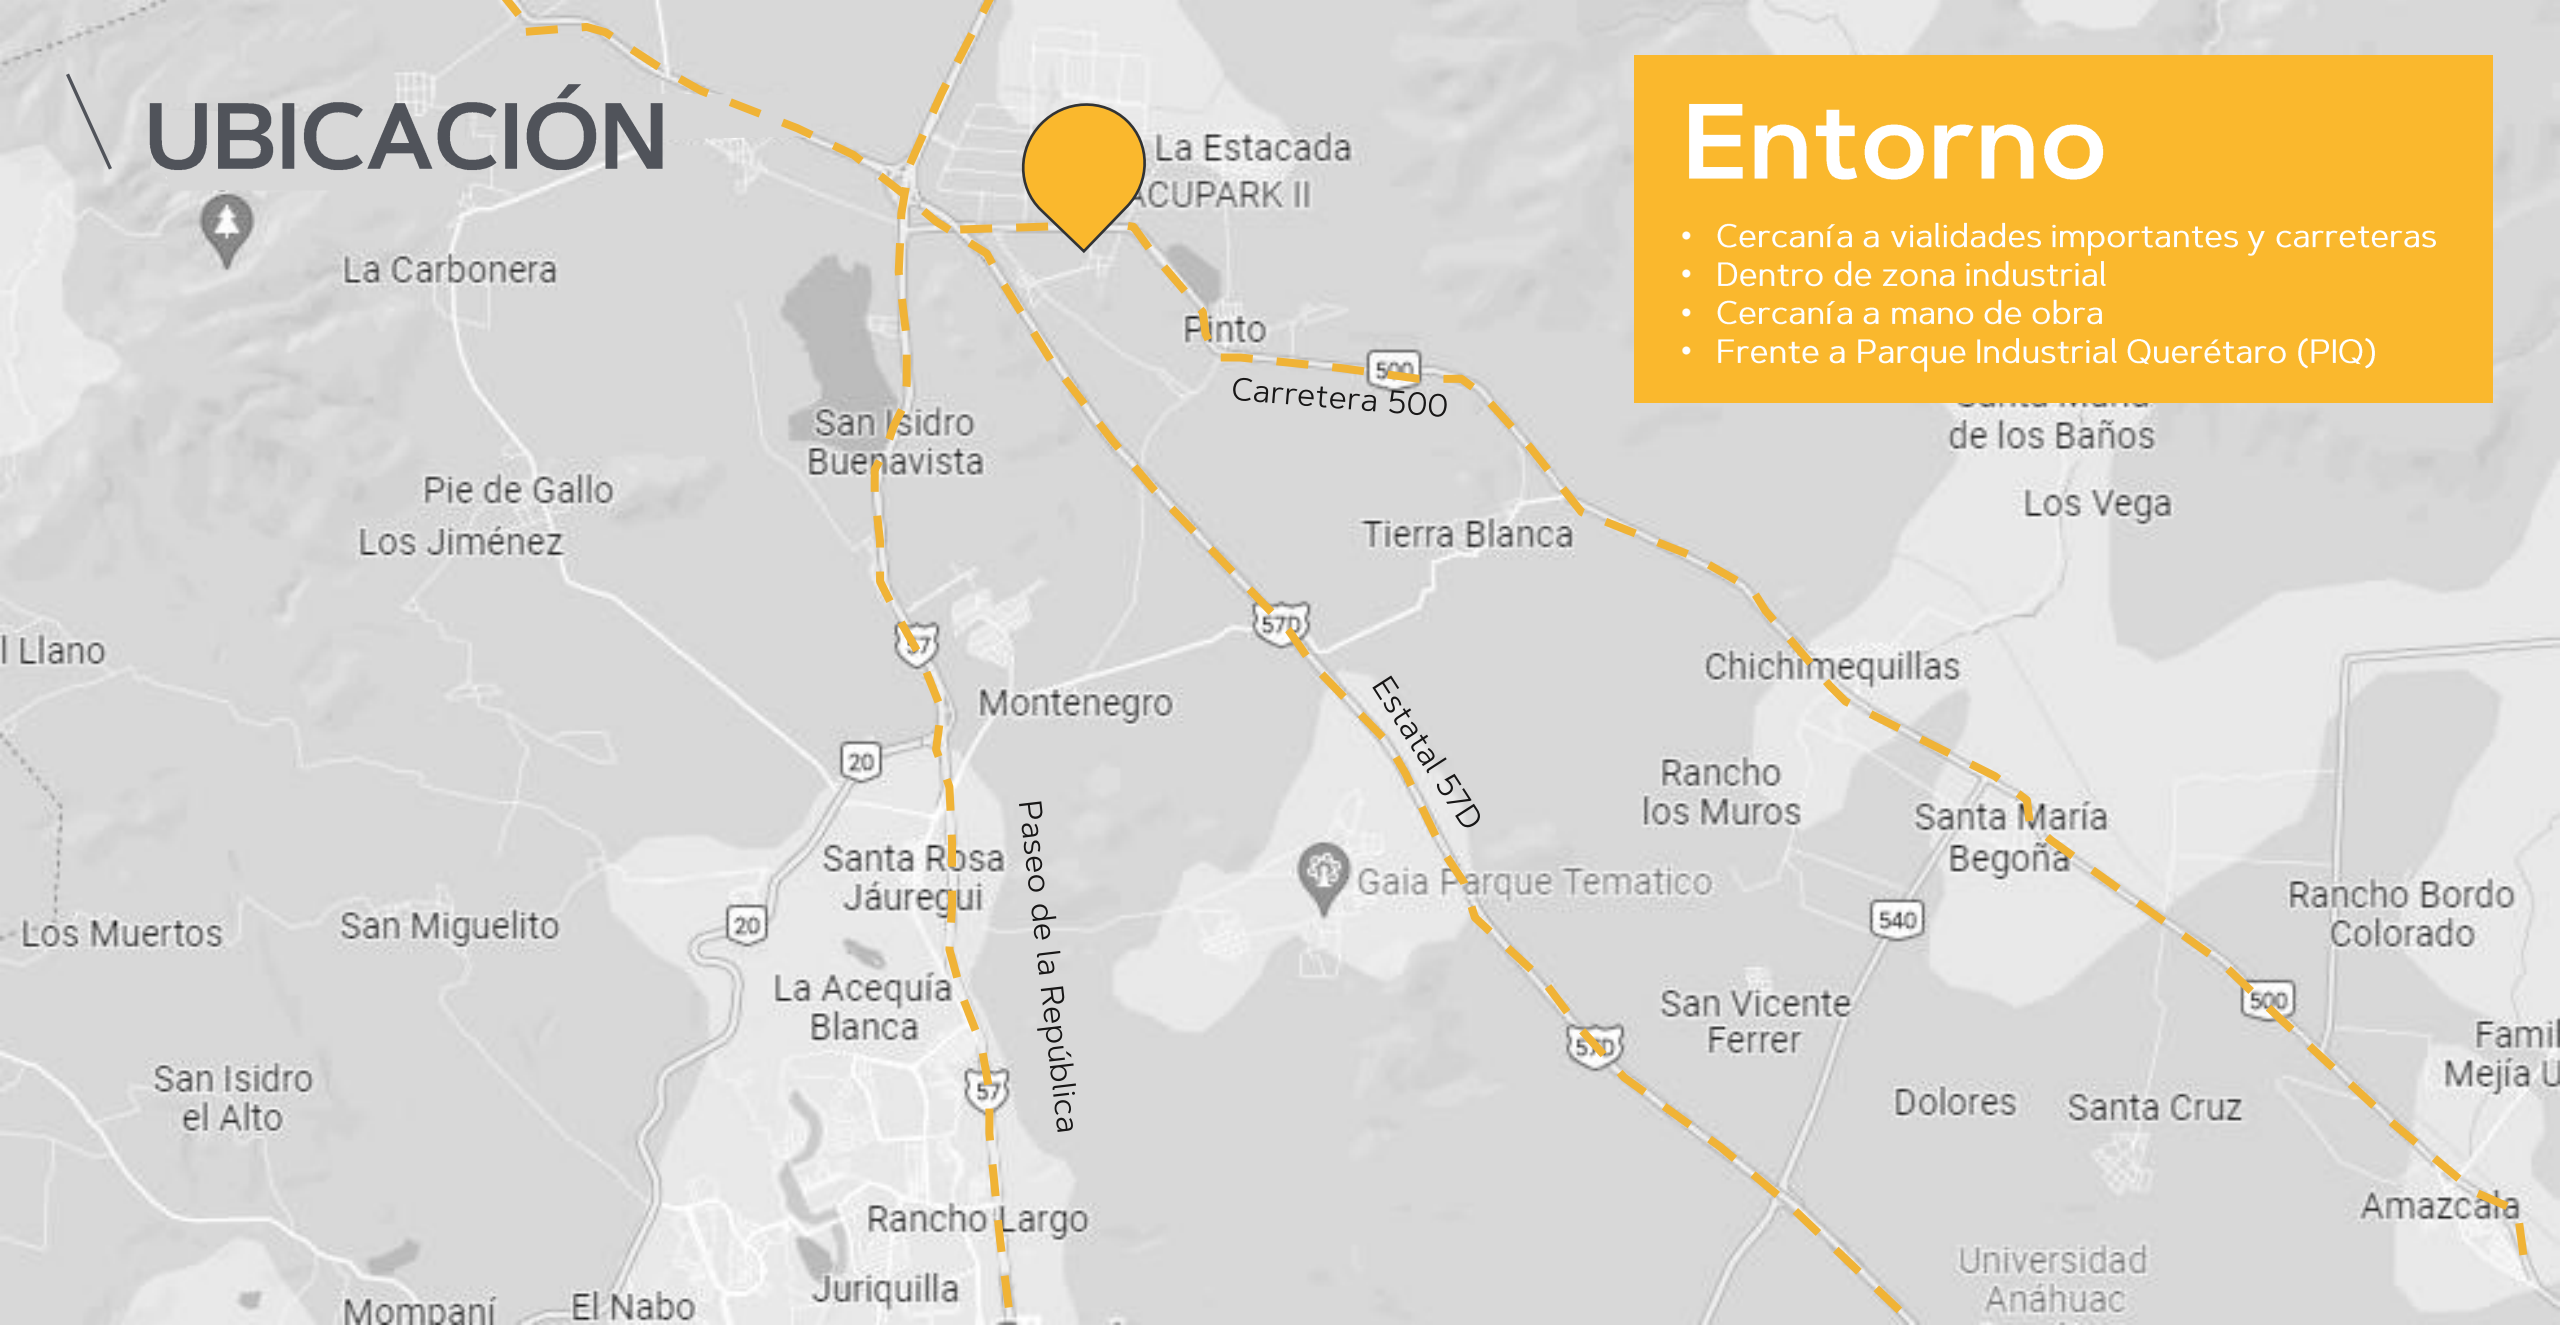 UBICACIÓN
Entorno
• Cercanía a vialidades importantes y carreteras
• Dentro de zona industrial
• Cercanía a mano de obra
• Frente a Parque Industrial Querétaro (PIQ)
La Estacada
ACUPARK II
La Carbonera
Pinto
500
Carretera 500
San Isidro
Buenavista
de los Baños
Los Vega
Pie de Gallo
Los Jiménez
Tierra Blanca
57D
57
l Llano
Chichimequillas
Montenegro
Estatal 57D
20
Rancho
los Muros
Santa María
Begoña
Paseo de la República
Santa Rosa
Jáuregui
Gaia Parque Tematico
Rancho Bordo
Colorado
20
540
Los Muertos
San Miguelito
La Acequía
Blanca
San Vicente
Ferrer
500
57D
Famil
Mejía U
San Isidro
el Alto
57
Dolores
Santa Cruz
Rancho Largo
Amazcala
Juriquilla
Universidad
Anáhuac
Mompaní
El Nabo